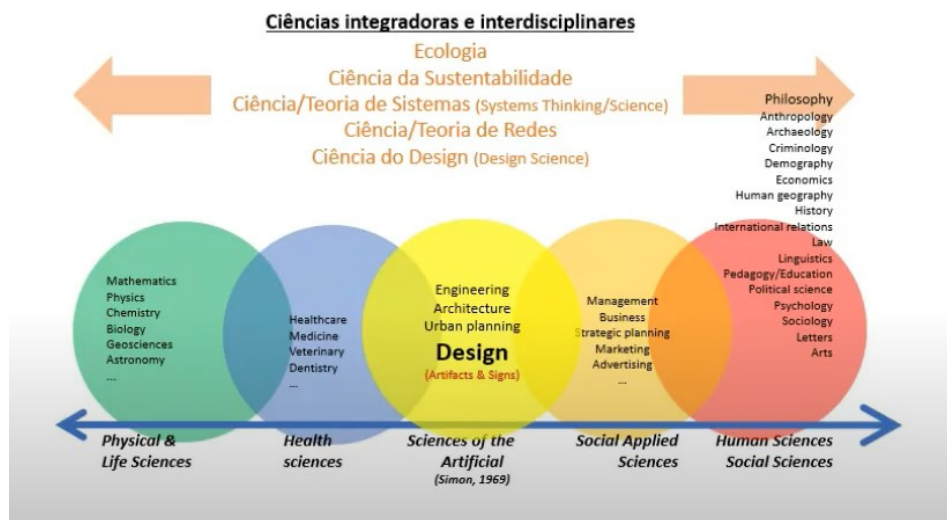 Ciências integradoras e interdisciplinares
Ecologia
Ciência da Sustentabilidade
Ciência/Teoria de Sistemas (Systems Thinking/Science)
Ciência/Teoria de Redes
Ciência do Design (Design Science)
Mathematics
Physics
Chemistry
Biology
Geosciences
Astronomy
...
Healthcare
Medicine
Veterinary
Dentistry
...
Engineering
Architecture
Urban planning
Design
(Artifacts & Signs)
Management
Business
Strategic planning
Marketing
Advertising
...
Philosophy
Anthropology
Archaeology
Criminology
Demography
Economics
Human geography
History
International relations
Law
Linguistics
Pedagogy/Education
Political science
Psychology
Sociology
Letters
Arts
Physical &
Life Sciences
Health
sciences
Sciences of the
Artificial
(Simon, 1969)
Social Applied
Sciences
Human Sciences
Social Sciences